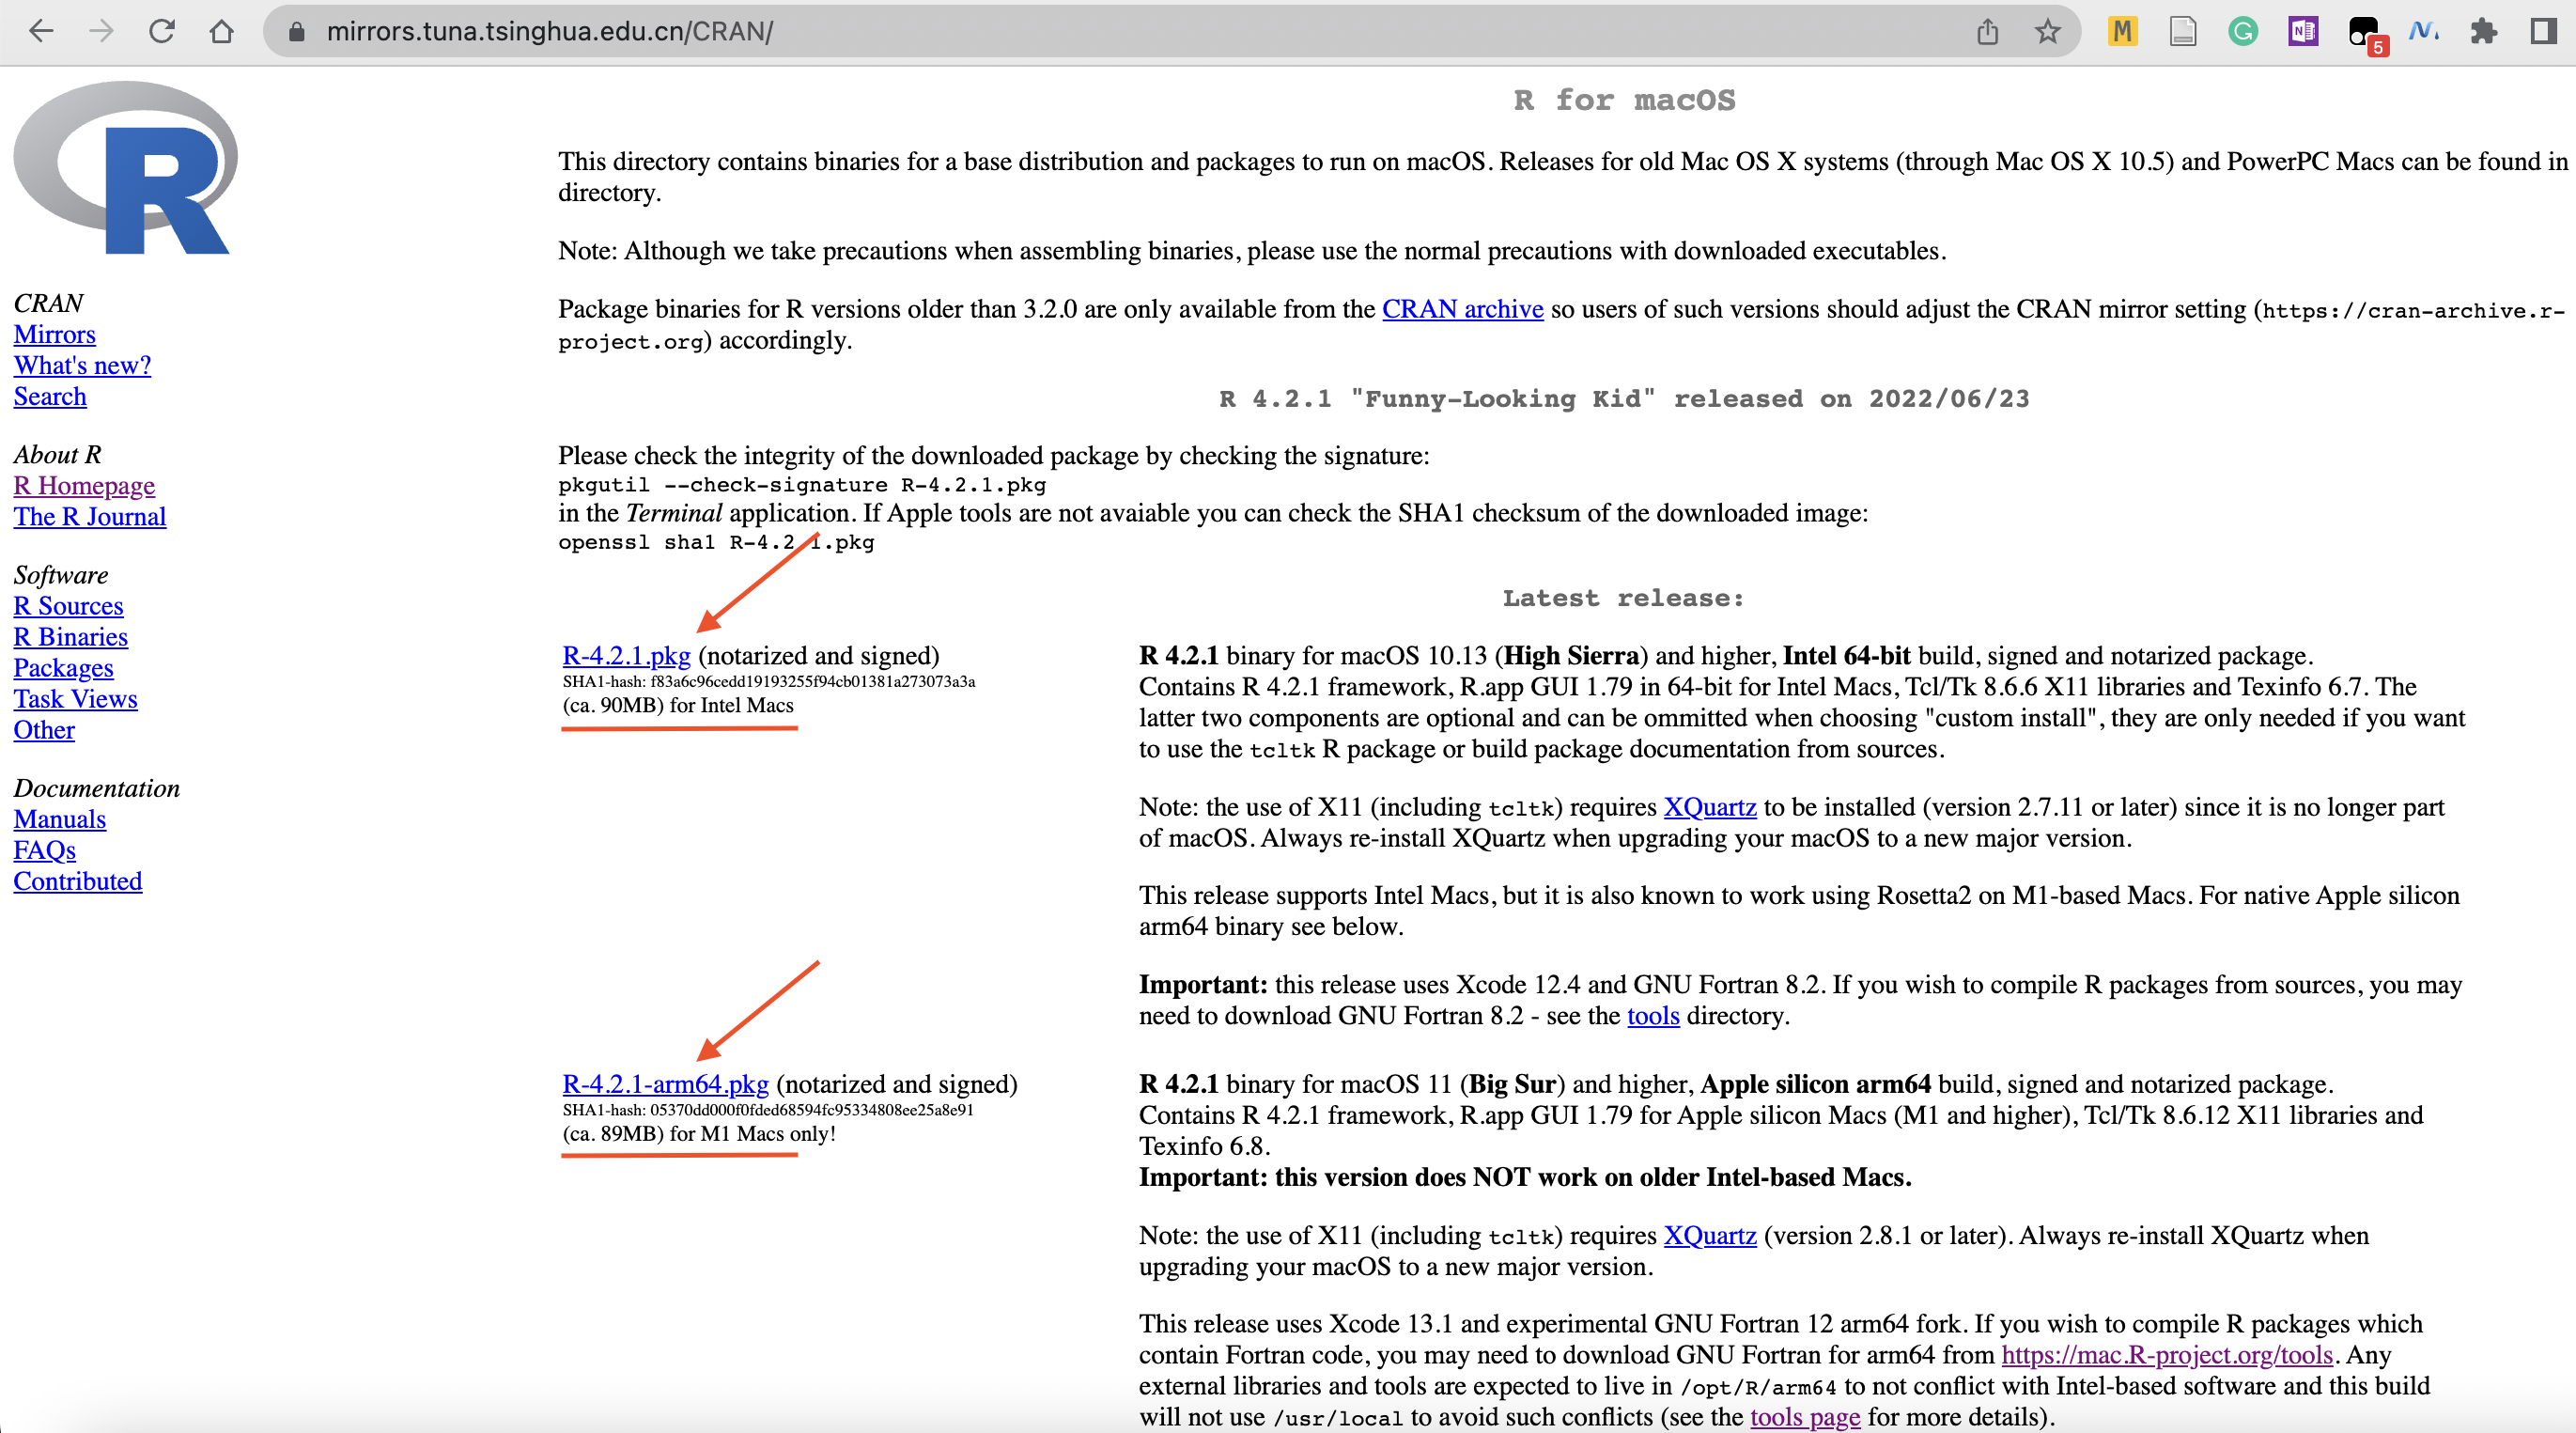 mirrors.tuna.tsinghua.edu.cn/CRAN/
M
G
N
5
R
CRAN
Mirrors
What's new?
Search
About R
R Homepage
The R Journal
Software
R Sources
R Binaries
Packages
Task Views
Other
Documentation
Manuals
FAQs
Contributed
R for macOS
This directory contains binaries for a base distribution and packages to run on macOS. Releases for old Mac OS X systems (through Mac OS X 10.5) and PowerPC Macs can be found in
directory.
Note: Although we take precautions when assembling binaries, please use the normal precautions with downloaded executables.
Package binaries for R versions older than 3.2.0 are only available from the CRAN archive so users of such versions should adjust the CRAN mirror setting (https://cran-archive.r-
project.org) accordingly.
R 4.2.1 "Funny-Looking Kid" released on 2022/06/23
Please check the integrity of the downloaded package by checking the signature:
pkgutil --check-signature R-4.2.1.pkg
in the Terminal application. If Apple tools are not avaiable you can check the SHA1 checksum of the downloaded image:
openssl sha1 R-4.2.1.pkg
Latest release:
R-4.2.1.pkg (notarized and signed)
SHA1-hash: f83a6c96cedd19193255f94cb01381a273073a3a
(ca. 90MB) for Intel Macs
R 4.2.1 binary for macOS 10.13 (High Sierra) and higher, Intel 64-bit build, signed and notarized package.
Contains R 4.2.1 framework, R.app GUI 1.79 in 64-bit for Intel Macs, Tcl/Tk 8.6.6 X11 libraries and Texinfo 6.7. The
latter two components are optional and can be ommitted when choosing "custom install", they are only needed if you want
to use the tcltk R package or build package documentation from sources.
Note: the use of X11 (including tcltk) requires XQuartz to be installed (version 2.7.11 or later) since it is no longer part
of macOS. Always re-install XQuartz when upgrading your macOS to a new major version.
This release supports Intel Macs, but it is also known to work using Rosetta2 on M1-based Macs. For native Apple silicon
arm64 binary see below.
Important: this release uses Xcode 12.4 and GNU Fortran 8.2. If you wish to compile R packages from sources, you may
need to download GNU Fortran 8.2 - see the tools directory.
R-4.2.1-arm64.pkg (notarized and signed)
SHA1-hash: 05370dd000f0fded68594fc95334808ee25a8e91
(ca. 89MB) for M1 Macs only!
R 4.2.1 binary for macOS 11 (Big Sur) and higher, Apple silicon arm64 build, signed and notarized package.
Contains R 4.2.1 framework, R.app GUI 1.79 for Apple silicon Macs (M1 and higher), Tcl/Tk 8.6.12 X11 libraries and
Texinfo 6.8.
Important: this version does NOT work on older Intel-based Macs.
Note: the use of X11 (including tcltk) requires XQuartz (version 2.8.1 or later). Always re-install XQuartz when
upgrading your macOS to a new major version.
This release uses Xcode 13.1 and experimental GNU Fortran 12 arm64 fork. If you wish to compile R packages which
contain Fortran code, you may need to download GNU Fortran for arm64 from https://mac.R-project.org/tools. Any
external libraries and tools are expected to live in /opt/R/arm64 to not conflict with Intel-based software and this build
will not use /usr/local to avoid such conflicts (see the tools page for more details).